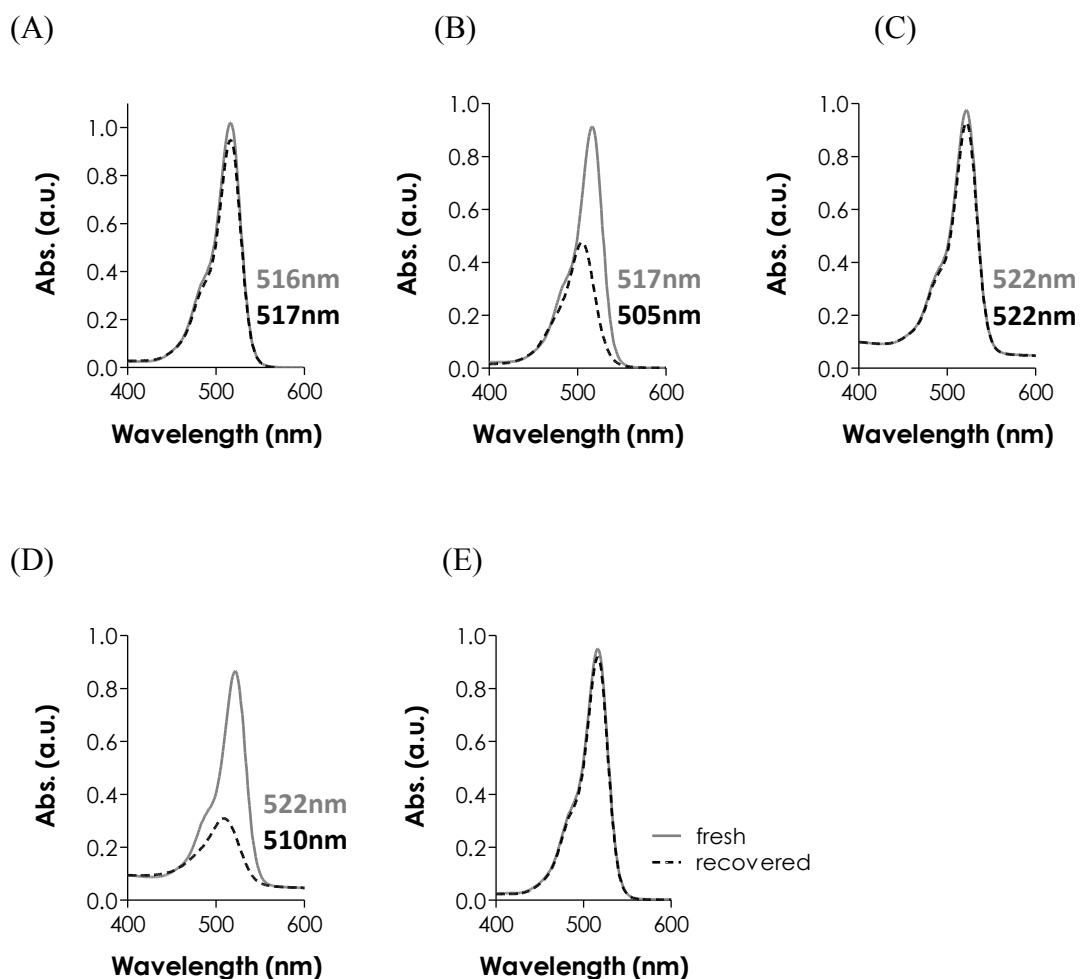 (A)
Abs. (a.u.)
1.0
0.8
0.6
0.4
0.2
0.0
400
500
600
Wavelength (nm)
516nm
517nm
(B)
Abs. (a.u.)
1.0
0.8
0.6
0.4
0.2
0.0
400
500
600
Wavelength (nm)
517nm
505nm
(C)
Abs. (a.u.)
1.0
0.8
0.6
0.4
0.2
0.0
400
500
600
Wavelength (nm)
522nm
522nm
(D)
Abs. (a.u.)
1.0
0.8
0.6
0.4
0.2
0.0
400
500
600
Wavelength (nm)
522nm
510nm
(E)
Abs. (a.u.)
1.0
0.8
0.6
0.4
0.2
0.0
400
500
600
Wavelength (nm)
fresh
recovered